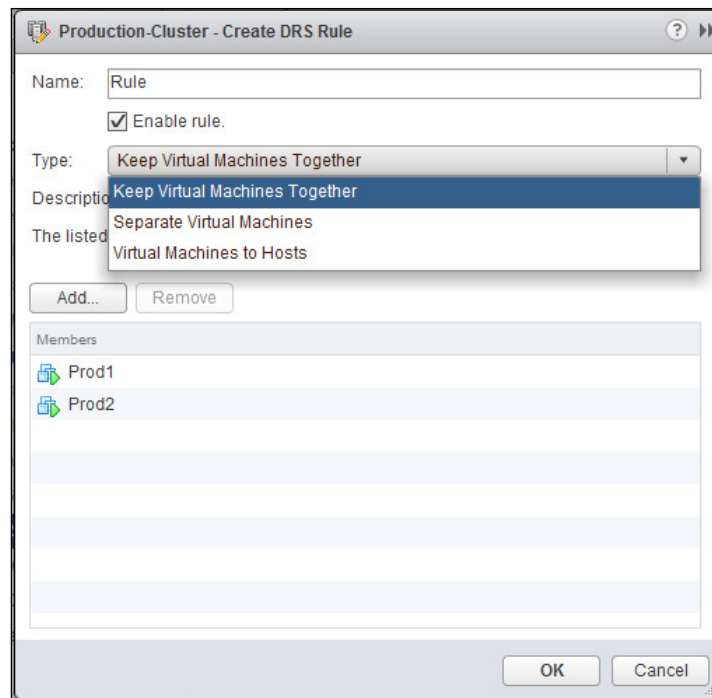 Production-Cluster - Create DRS Rule ?
Name: Rule
Enable rule.
Type: Keep Virtual Machines Together
Keep Virtual Machines Together
Descriptio
Separate Virtual Machines
The listed
Virtual Machines to Hosts
Add... Remove
Members
Prod1
Prod2
OK Cancel